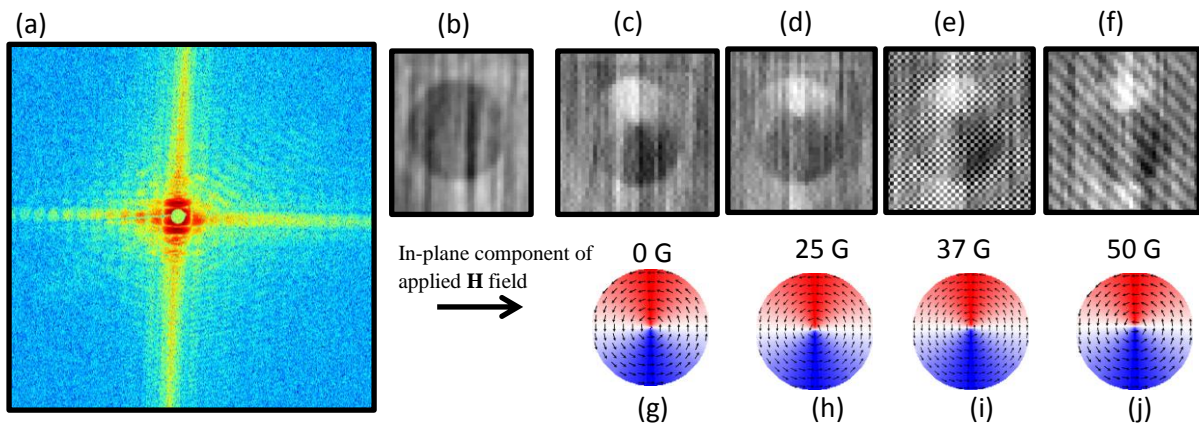 (a)
(b)
(c)
(d)
(e)
(f)
In-plane component of
applied H field
0 G
25 G
37 G
50 G
(g)
(h)
(i)
(j)